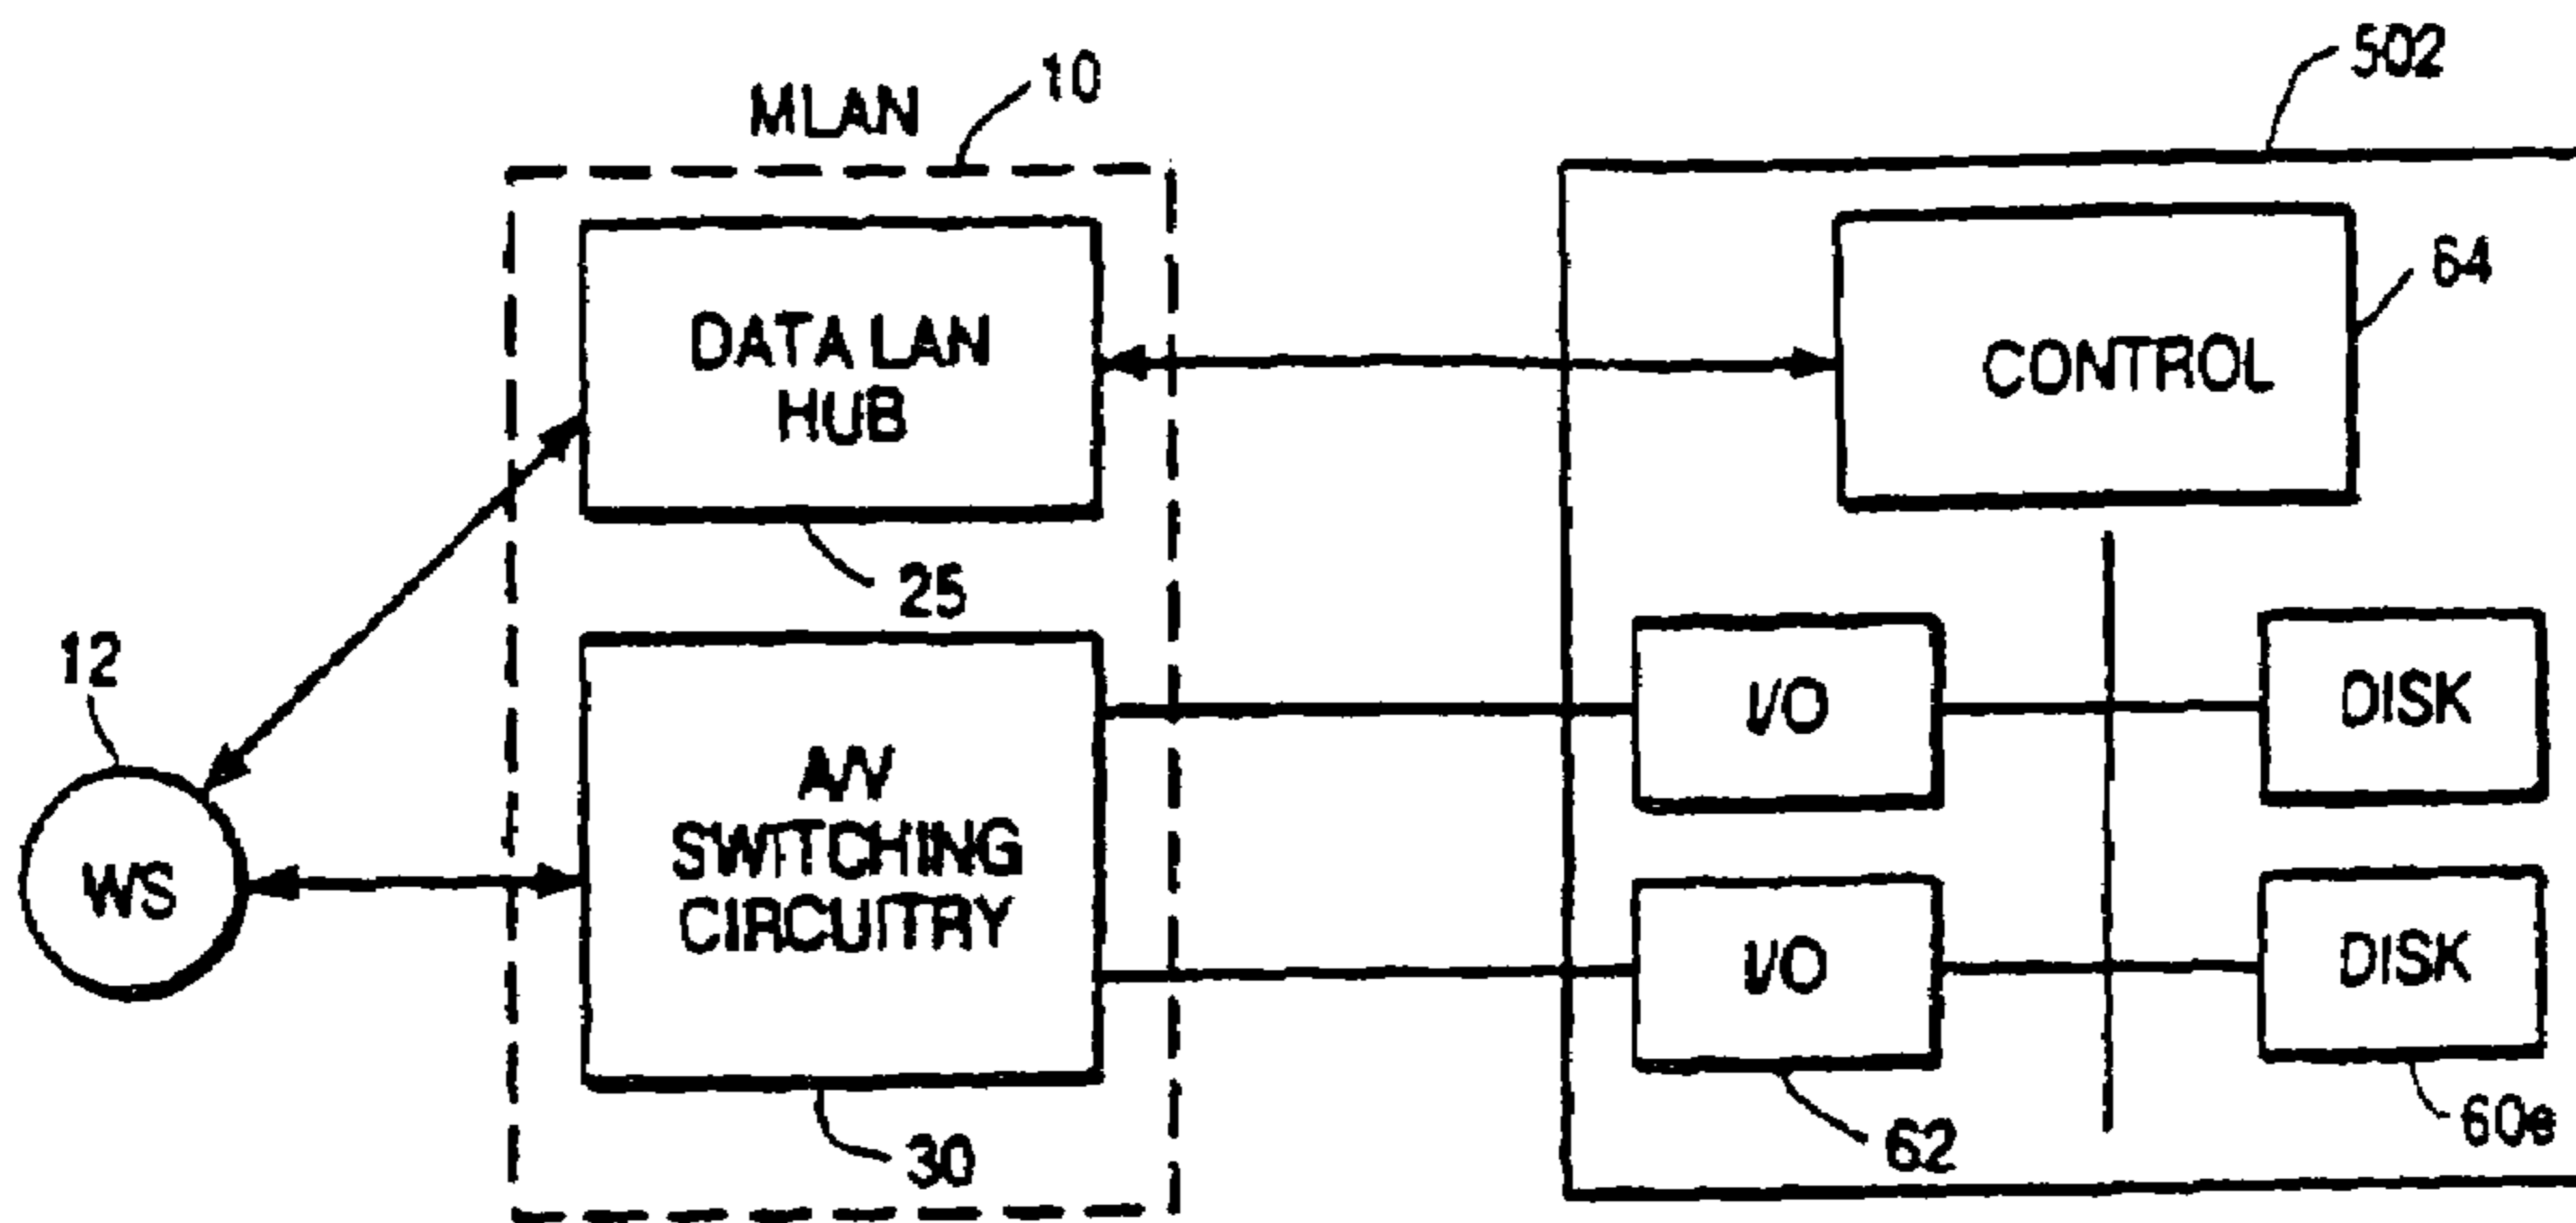 502
MLAN
10
64
DATA LAN
HUB
CONTROL
25
12
I/O
DISK
A/V
SWITCHING
CIRCUITRY
WS
I/O
DISK
60e
62
30